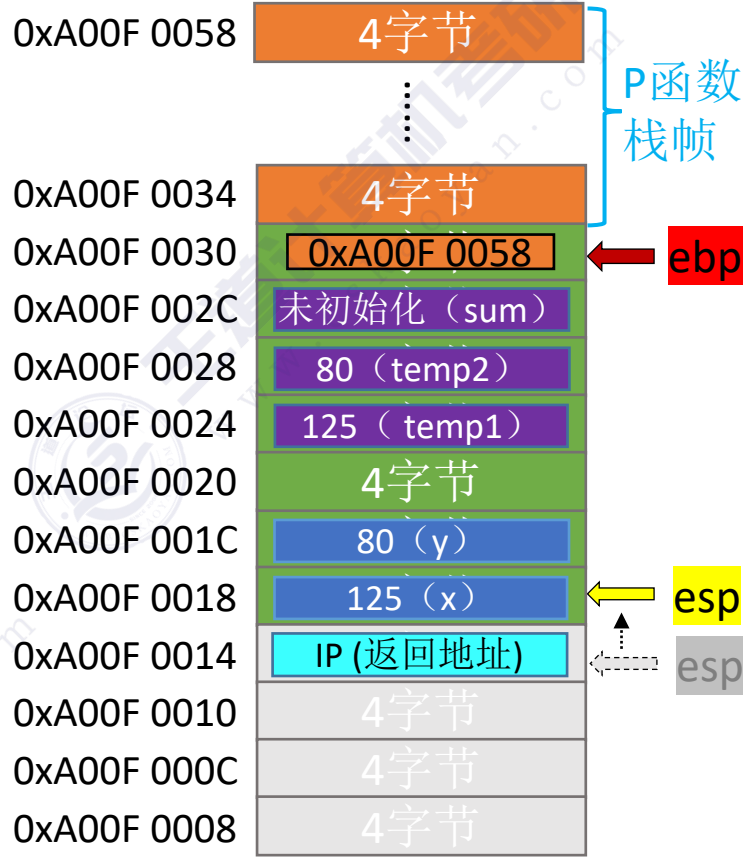 0xA00F 0058 4字节
P函数
栈帧
0xA00F 0034 4字节
0xA00F 0030 0xA00F 0058 ebp
0xA00F 002C 未初始化（sum）
0xA00F 0028 80（temp2）
0xA00F 0024 125（ temp1）
0xA00F 0020 4字节
0xA00F 001C 80（y）
0xA00F 0018 125（x） esp
0xA00F 0014 IP (返回地址) esp
0xA00F 0010 4字节
0xA00F 000C 4字节
0xA00F 0008 4字节